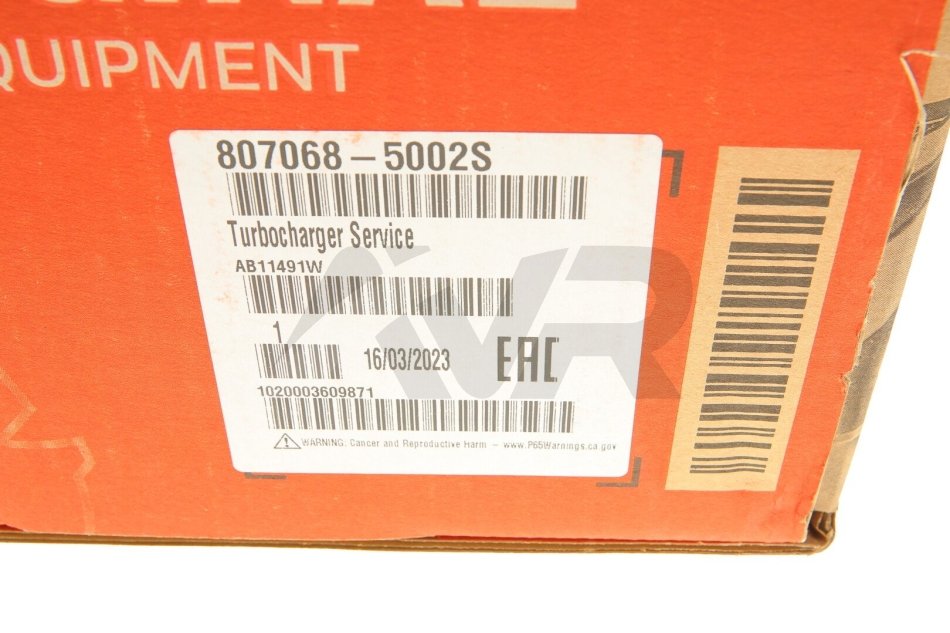 QUIPMENT
807068-5002S
Turbocharger Service
AB11491W
1
16/03/2023
EAC
1020003609871
WARNING: Cancer and Reproductive Harm - www.P65Warnings.ca.gov
iVR